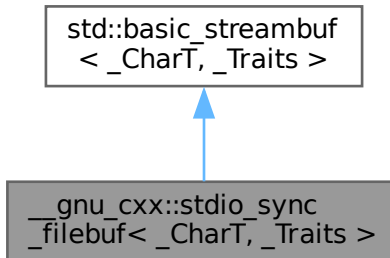 std::basic_streambuf
< _CharT, _Traits >
__gnu_cxx::stdio_sync
_filebuf< _CharT, _Traits >